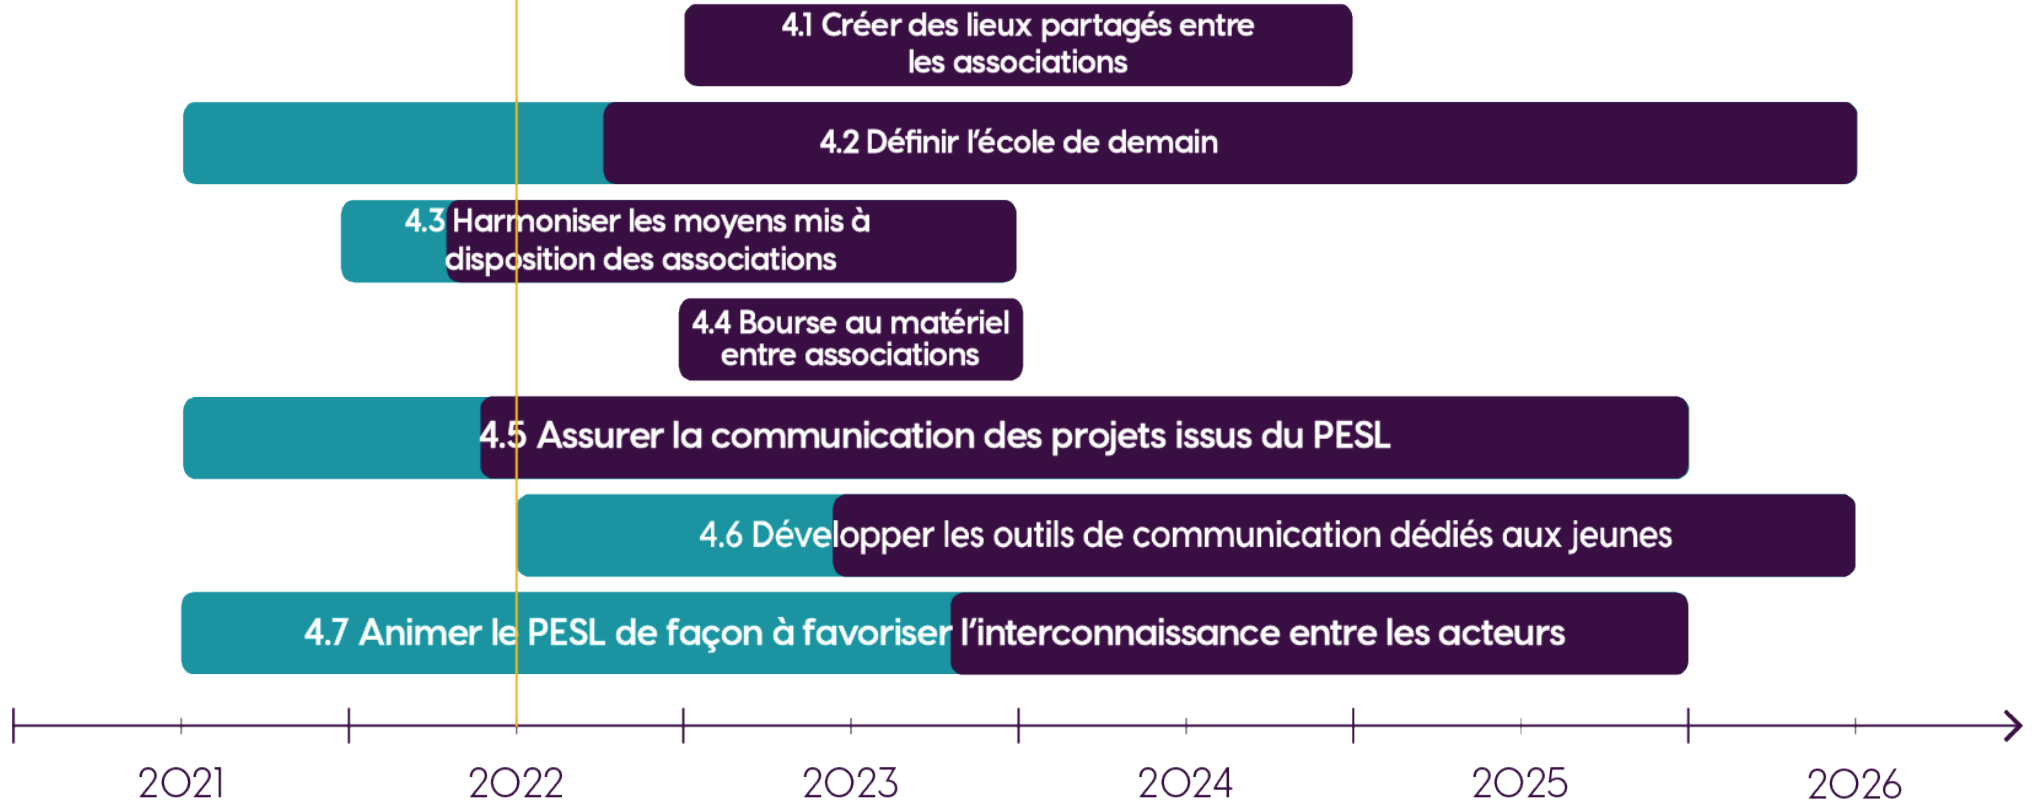 4.1 Créer des lieux partagés entre
les associations
4.2 Définir l'école de demain
4.3 Harmoniser les moyens mis à
disposition des associations
4.4 Bourse au matériel
entre associations
4.5 Assurer la communication des projets issus du PESL
4.6 Développer les outils de communication dédiés aux jeunes
4.7 Animer le PESL de façon à favoriser l'interconnaissance entre les acteurs
2021 2022 2023 2024 2025 2026